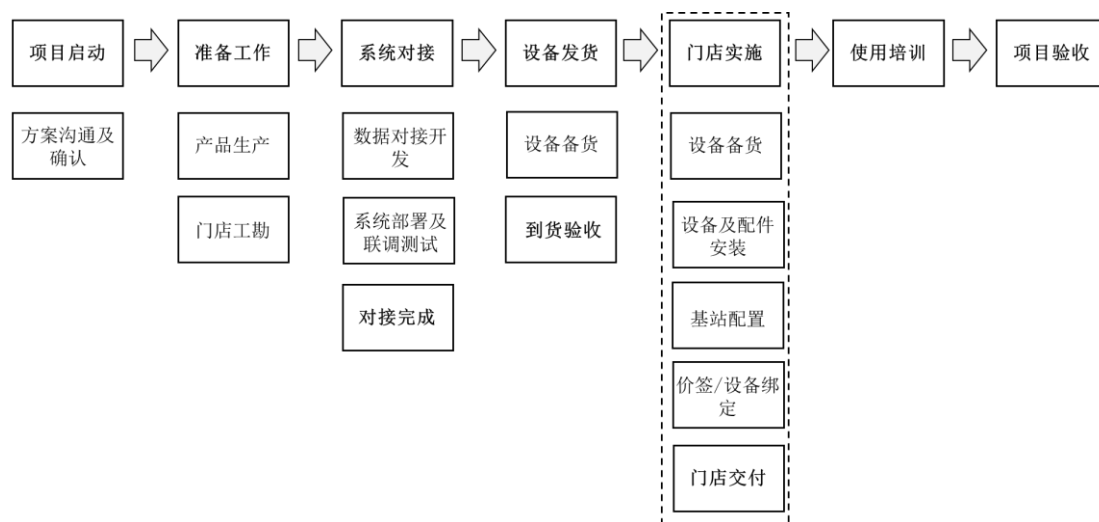 项目启动
准备工作
系统对接
设备发货
门店实施
使用培训
项目验收
方案沟通及
确认
产品生产
数据对接开
发
设备备货
设备备货
门店工勘
系统部署及
联调测试
到货验收
设备及配件
安装
对接完成
基站配置
价签/设备绑
定
门店交付